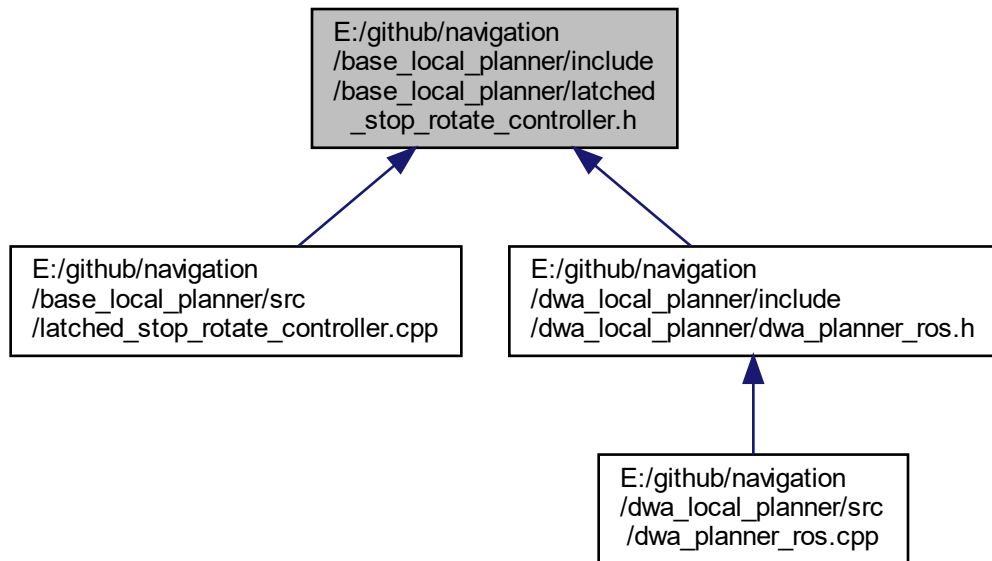 E:/github/navigation
/base_local_planner/include
/base_local_planner/latched
_stop_rotate_controller.h
E:/github/navigation
/base_local_planner/src
/latched_stop_rotate_controller.cpp
E:/github/navigation
/dwa_local_planner/include
/dwa_local_planner/dwa_planner_ros.h
E:/github/navigation
/dwa_local_planner/src
/dwa_planner_ros.cpp